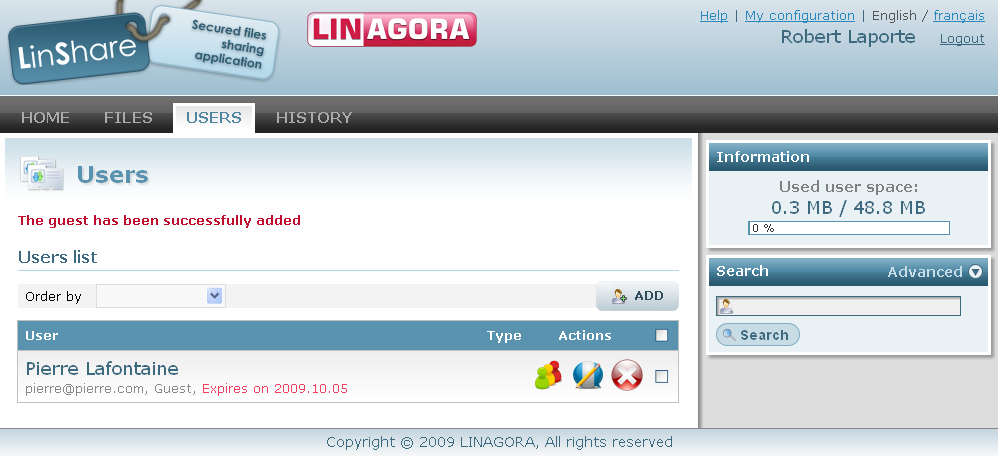 LinShare
Secured files
sharing
application
LINAGORA
Help | My configuration | English / français
Robert Laporte Logout
HOME FILES USERS HISTORY
Users
The guest has been successfully added
Users list
Order by
ADD
User Type Actions
Pierre Lafontaine
pierre@pierre.com, Guest, Expires on 2009.10.05
Information
Used user space:
0.3 MB / 48.8 MB
0 %
Search Advanced
Search
Copyright © 2009 LINAGORA, All rights reserved